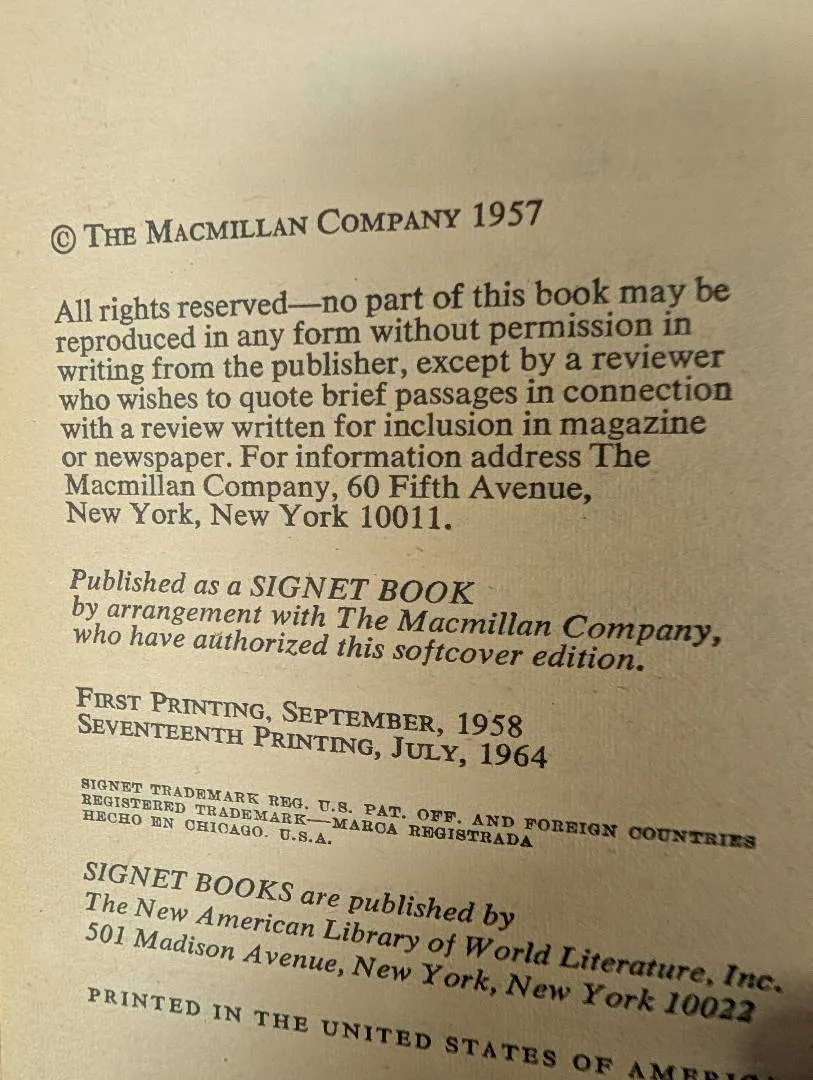 © THE MACMILLAN COMPANY 1957
All rights reserved—no part of this book may be
reproduced in any form without permission in
writing from the publisher, except by a reviewer
who wishes to quote brief passages in connection
with a review written for inclusion in magazine
or newspaper. For information address The
Macmillan Company, 60 Fifth Avenue,
New York, New York 10011.
Published as a SIGNET BOOK
by arrangement with The Macmillan Company,
who have authorized this softcover edition.
FIRST PRINTING, SEPTEMBER, 1958
SEVENTEENTH PRINTING, JULY, 1964
SIGNET TRADEMARK REG. U.S. PAT. OFF. AND FOREIGN COUNTRIES
REGISTERED TRADEMARK—MARCA REGISTRADA
HECHO EN CHICAGO. U.S.A.
SIGNET BOOKS are published by
The New American Library of World Literature, Inc.
501 Madison Avenue, New York, New York 10022
PRINTED IN THE UNITED STATES OF